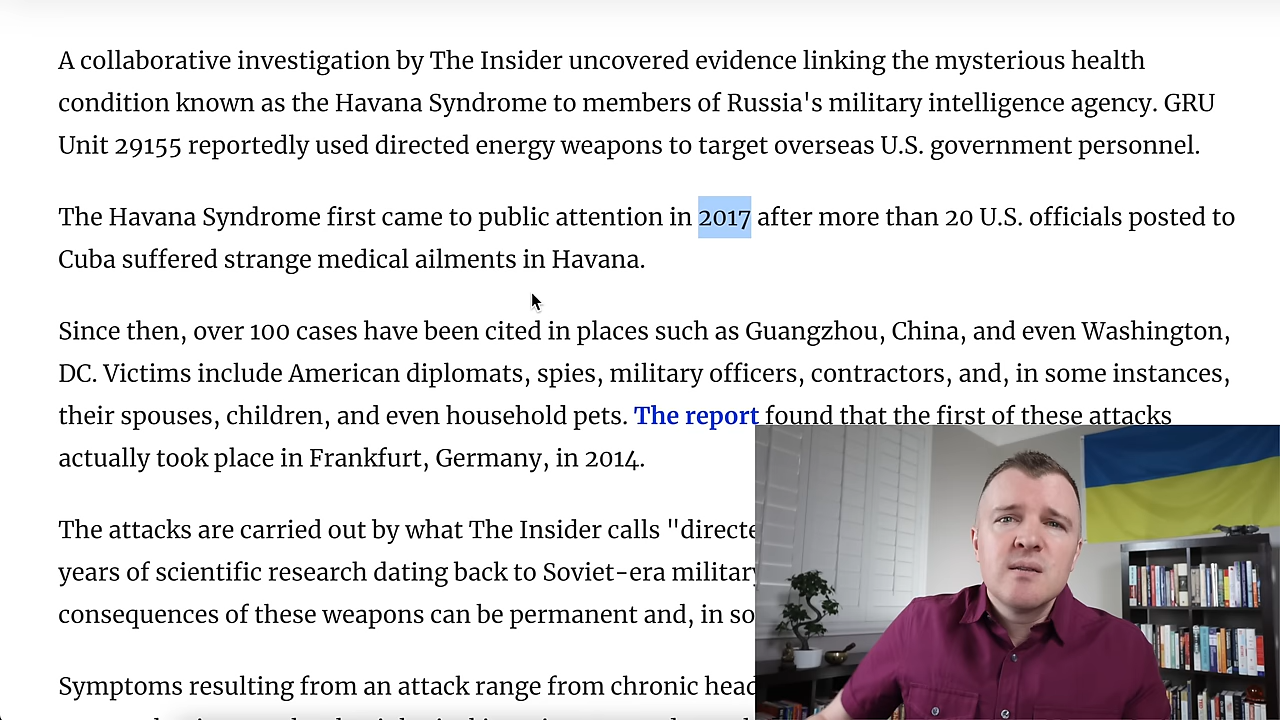 A collaborative investigation by The Insider uncovered evidence linking the mysterious health
condition known as the Havana Syndrome to members of Russia's military intelligence agency. GRU
Unit 29155 reportedly used directed energy weapons to target overseas U.S. government personnel.
The Havana Syndrome first came to public attention in 2017 after more than 20 U.S. officials posted to
Cuba suffered strange medical ailments in Havana.
Since then, over 100 cases have been cited in places such as Guangzhou, China, and even Washington,
DC. Victims include American diplomats, spies, military officers, contractors, and, in some instances,
their spouses, children, and even household pets. The report found that the first of these attacks
actually took place in Frankfurt, Germany, in 2014.
The attacks are carried out by what The Insider calls "directe
years of scientific research dating back to Soviet-era military
consequences of these weapons can be permanent and, in so
Symptoms resulting from an attack range from chronic head